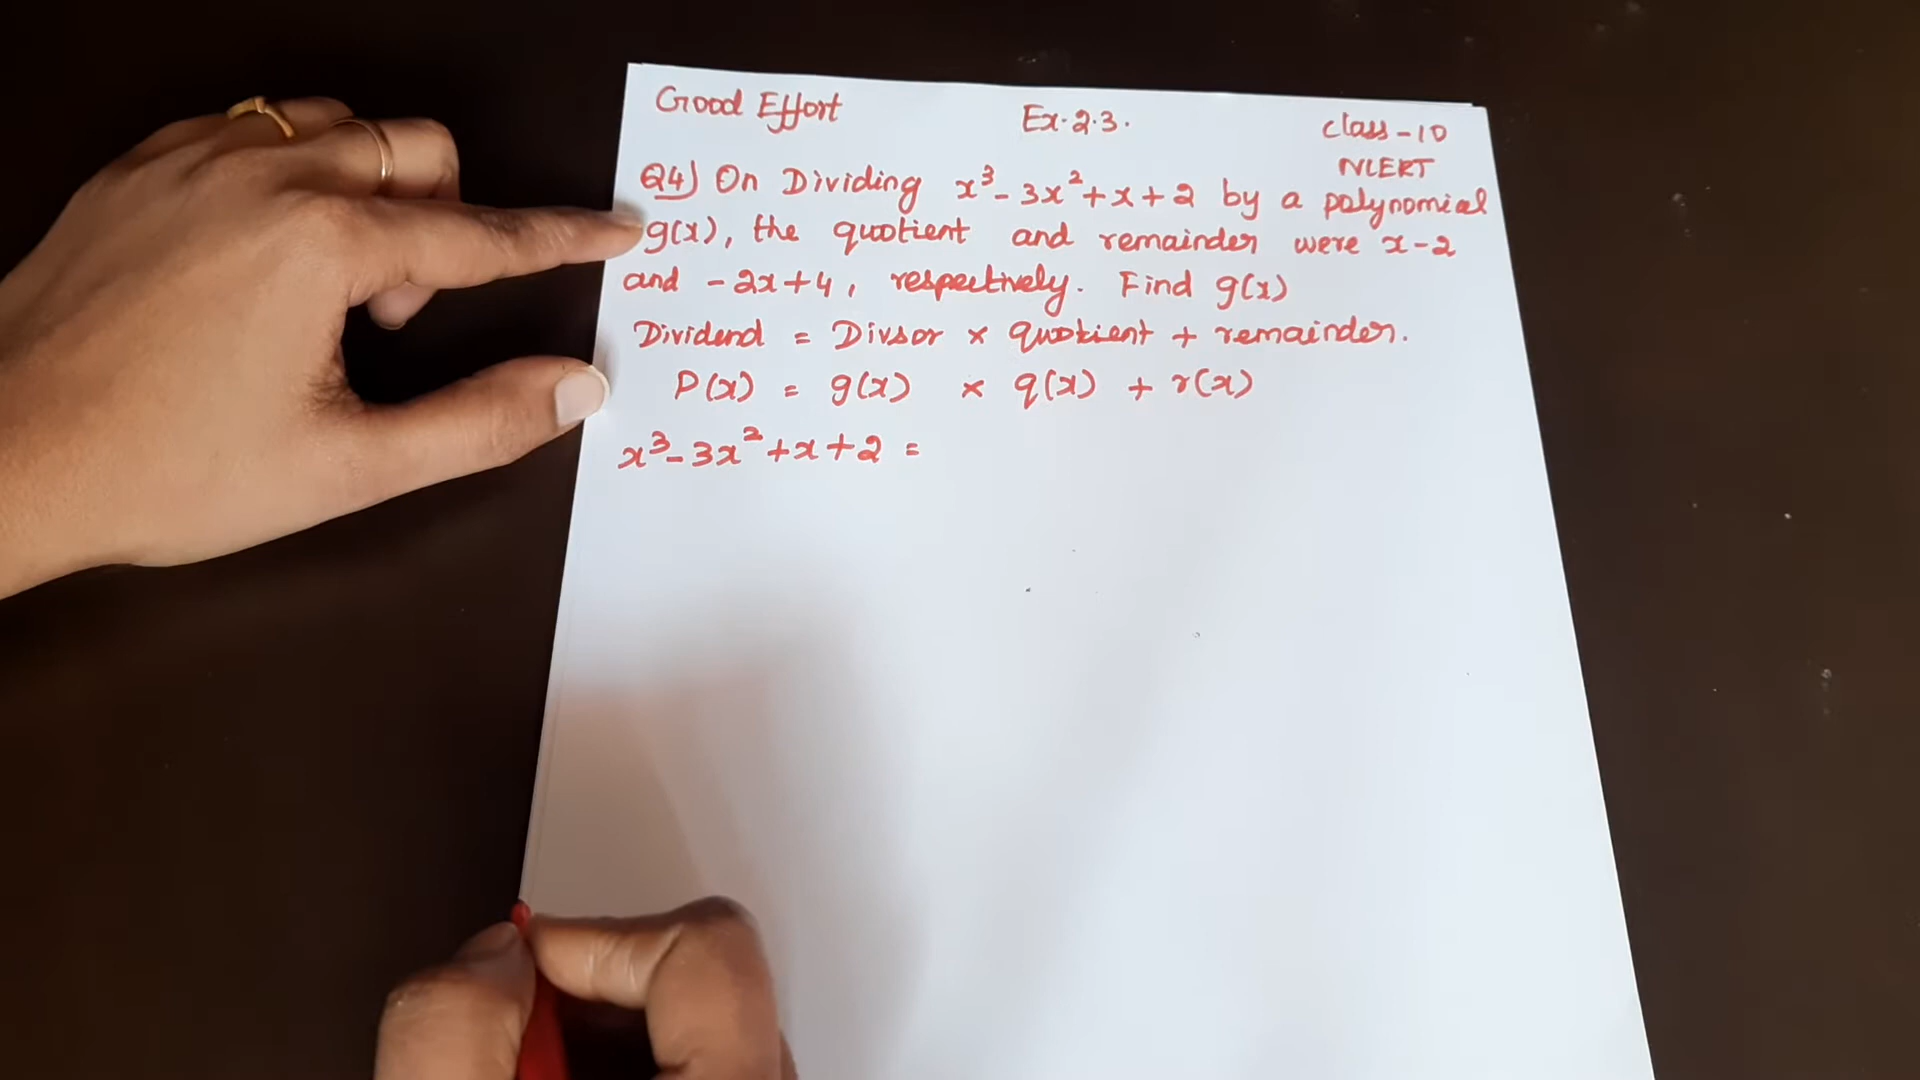 Good Effort Ex.2.3. Class-10
NCERT
Q4) On Dividing x³-3x²+x+2 by a polynomial
g(x), the quotient and remainder were x-2
and -2x+4, respectively. Find g(x)
Dividend = Divsor × quotient + remainder.
P(x) = g(x) × q(x) + r(x)
x³-3x²+x+2 =